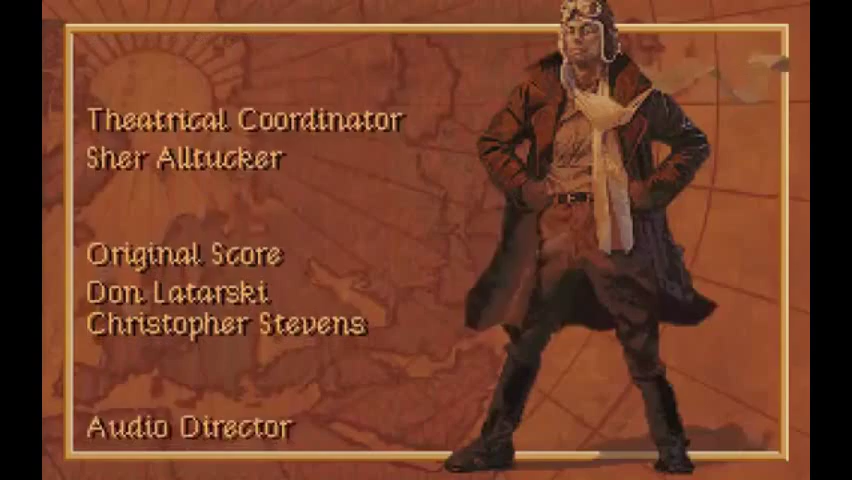 Theatrical Coordinator
Sher Alltucker
Original Score
Don Latarski
Christopher Stevens
Audio Director